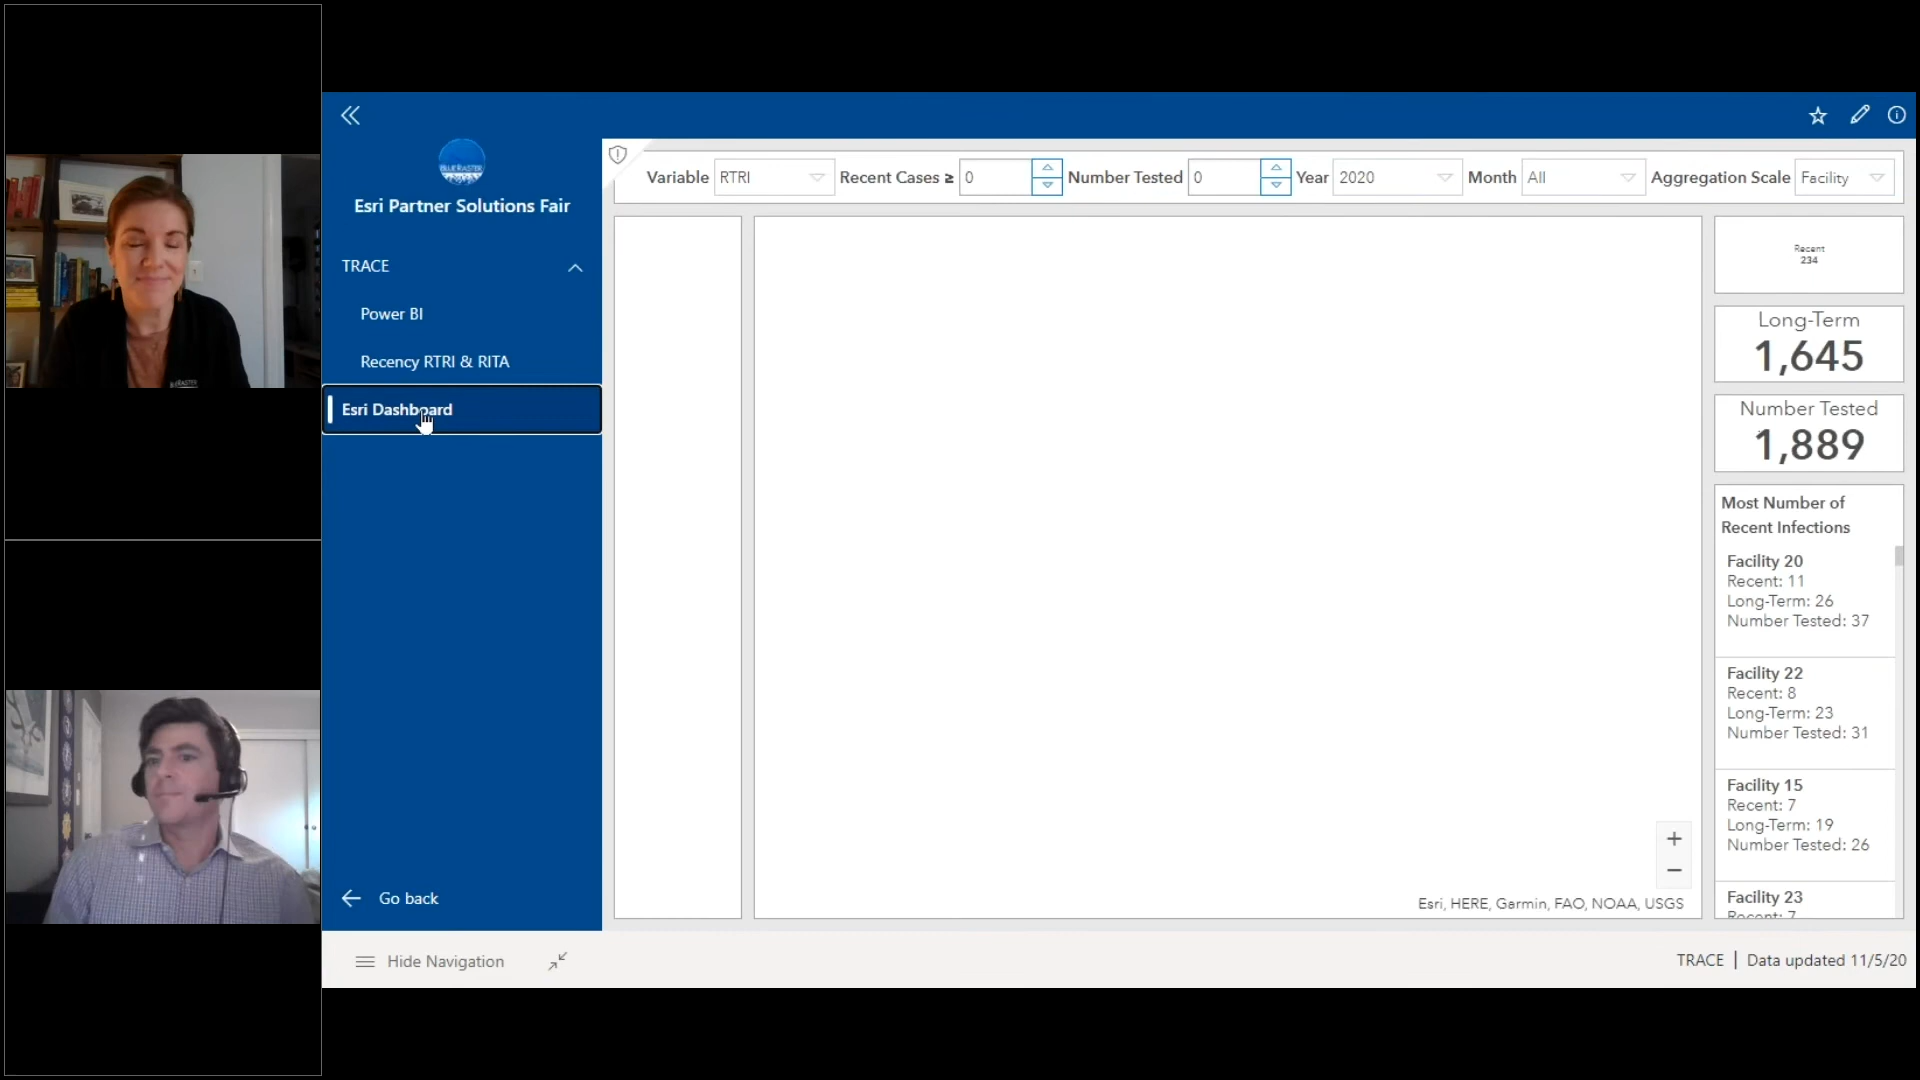 BLUE RASTER
Esri Partner Solutions Fair
TRACE
Power BI
Recency RTRI & RITA
Esri Dashboard
Go back
Hide Navigation
Variable RTRI Recent Cases ≥ 0 Number Tested 0 Year 2020 Month All Aggregation Scale Facility
Recent
234
Long-Term
1,645
Number Tested
1,889
Most Number of
Recent Infections
Facility 20
Recent: 11
Long-Term: 26
Number Tested: 37
Facility 22
Recent: 8
Long-Term: 23
Number Tested: 31
Facility 15
Recent: 7
Long-Term: 19
Number Tested: 26
Facility 23
Recent: 7
Esri, HERE, Garmin, FAO, NOAA, USGS
TRACE | Data updated 11/5/20